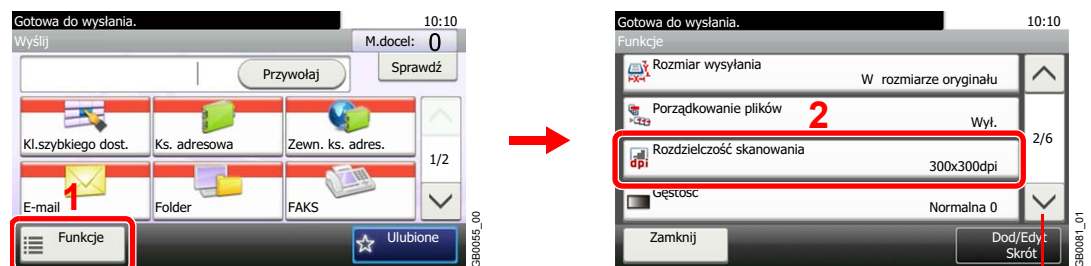 Gotowa do wysłania.
10:10
Wyślij
M.docel: 0
Przywołaj
Sprawdź
Kl.szybkiego dost.
Ks. adresowa
Zewn. ks. adres.
1/2
1
E-mail
Folder
FAKS
Funkcje
Ulubione
GB0055_00
Gotowa do wysłania.
10:10
Funkcje
Rozmiar wysyłania
W rozmiarze oryginału
Porządkowanie plików
2
Wył.
2/6
Rozdzielczość skanowania
dpi
300x300dpi
Gęstość
Normalna 0
Zamknij
Dod/Edyt
Skrót
GB0081_01